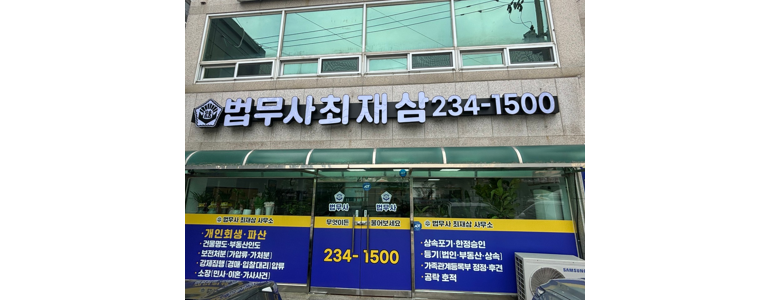 법무사최재삼 234-1500
법무사 법무사
무엇이든 물어보세요
234-1500
법무사 최재삼 사무소
·개인회생·파산
·건물명도·부동산인도
·보전처분(가압류·가처분)
·강제집행(경매·입찰대리)압류
·소장(민사·이혼·가사사건)
법무사 최재삼 사무소
·상속포기·한정승인
·등기(법인·부동산·상속)
·가족관계등록부 정정·후견
·공탁 호적
SAMSUNG